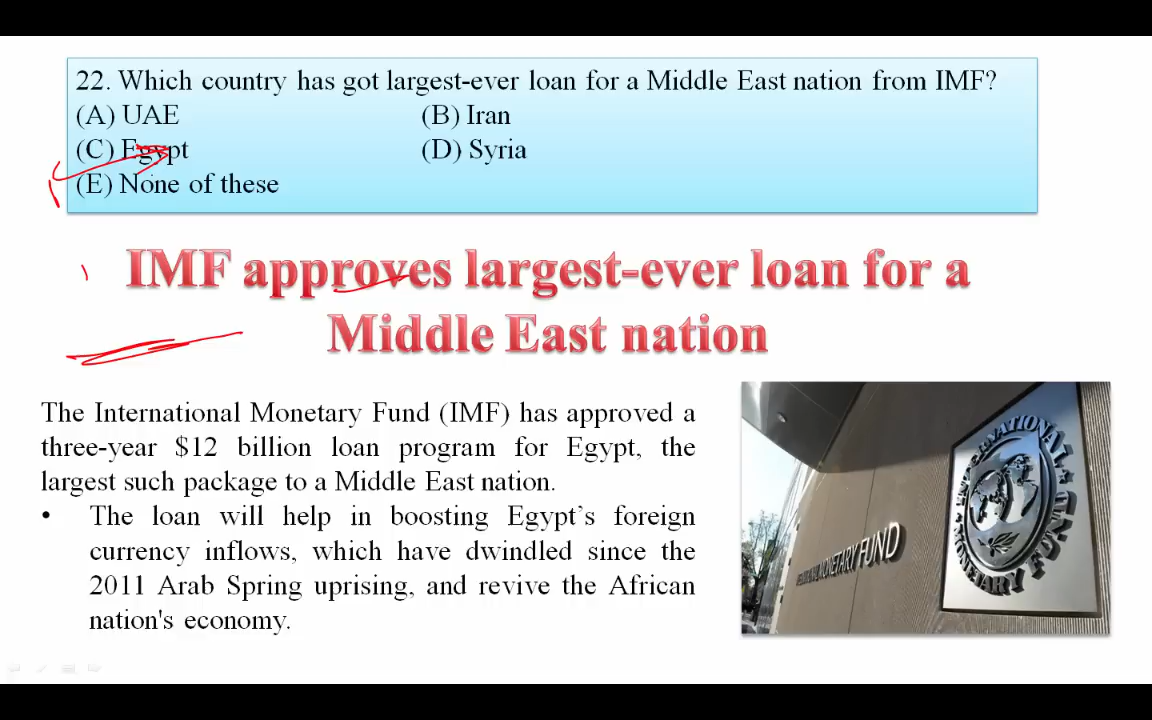 22. Which country has got largest-ever loan for a Middle East nation from IMF?
(A) UAE (B) Iran
(C) Egypt (D) Syria
(E) None of these
IMF approves largest-ever loan for a
Middle East nation
The International Monetary Fund (IMF) has approved a
three-year $12 billion loan program for Egypt, the
largest such package to a Middle East nation.
• The loan will help in boosting Egypt's foreign
currency inflows, which have dwindled since the
2011 Arab Spring uprising, and revive the African
nation's economy.
INTERNATIONAL MONETARY FUND
INTERNATIONAL MONETARY FUND